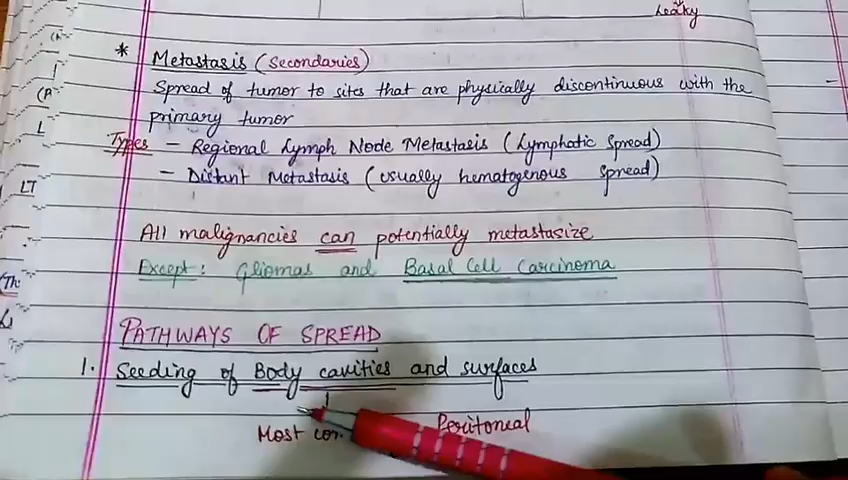 Leaky
* Metastasis (Secondaries)
Spread of tumor to sites that are physically discontinuous with the
primary tumor
Types - Regional Lymph Node Metastasis (Lymphatic Spread)
- Distant Metastasis (usually hematogenous Spread)
All malignancies can potentially metastasize
Except: Gliomas and Basal Cell Carcinoma
PATHWAYS OF SPREAD
1. Seeding of Body cavities and surfaces
Most Peritoneal